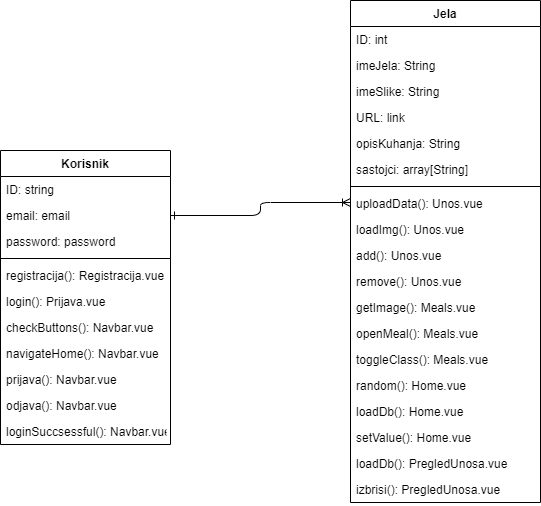 Jela
ID: int
imeJela: String
imeSlike: String
URL: link
opisKuhanja: String
sastojci: array[String]
uploadData(): Unos.vue
loadImg(): Unos.vue
add(): Unos.vue
remove(): Unos.vue
getImage(): Meals.vue
openMeal(): Meals.vue
toggleClass(): Meals.vue
random(): Home.vue
loadDb(): Home.vue
setValue(): Home.vue
loadDb(): PregledUnosa.vue
izbrisi(): PregledUnosa.vue
Korisnik
ID: string
email: email
password: password
registracija(): Registracija.vue
login(): Prijava.vue
checkButtons(): Navbar.vue
navigateHome(): Navbar.vue
prijava(): Navbar.vue
odjava(): Navbar.vue
loginSuccsessful(): Navbar.vue